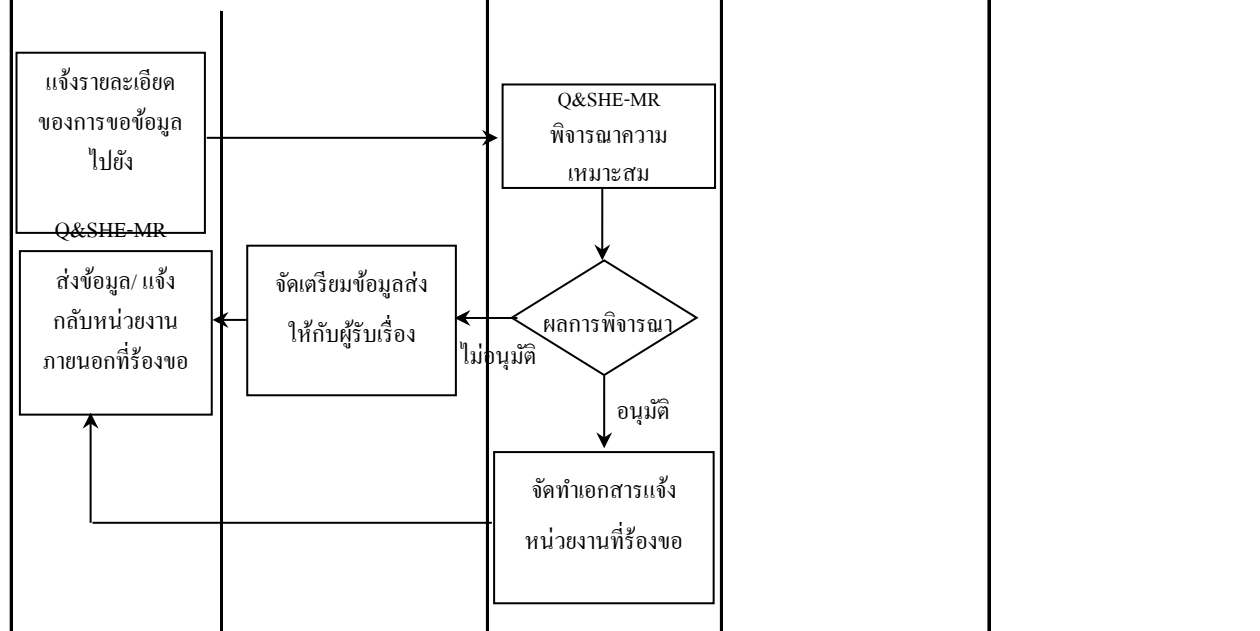 แจ้งรายละเอียด
ของการขอข้อมูล
ไปยัง
Q&SHE-MR
Q&SHE-MR
พิจารณาความ
เหมาะสม
ส่งข้อมูล/ แจ้ง
กลับหน่วยงาน
ภายนอกที่ร้องขอ
จัดเตรียมข้อมูลส่ง
ให้กับผู้รับเรื่อง
ผลการพิจารณา
ไม่อนุมัติ
อนุมัติ
จัดทำเอกสารแจ้ง
หน่วยงานที่ร้องขอ